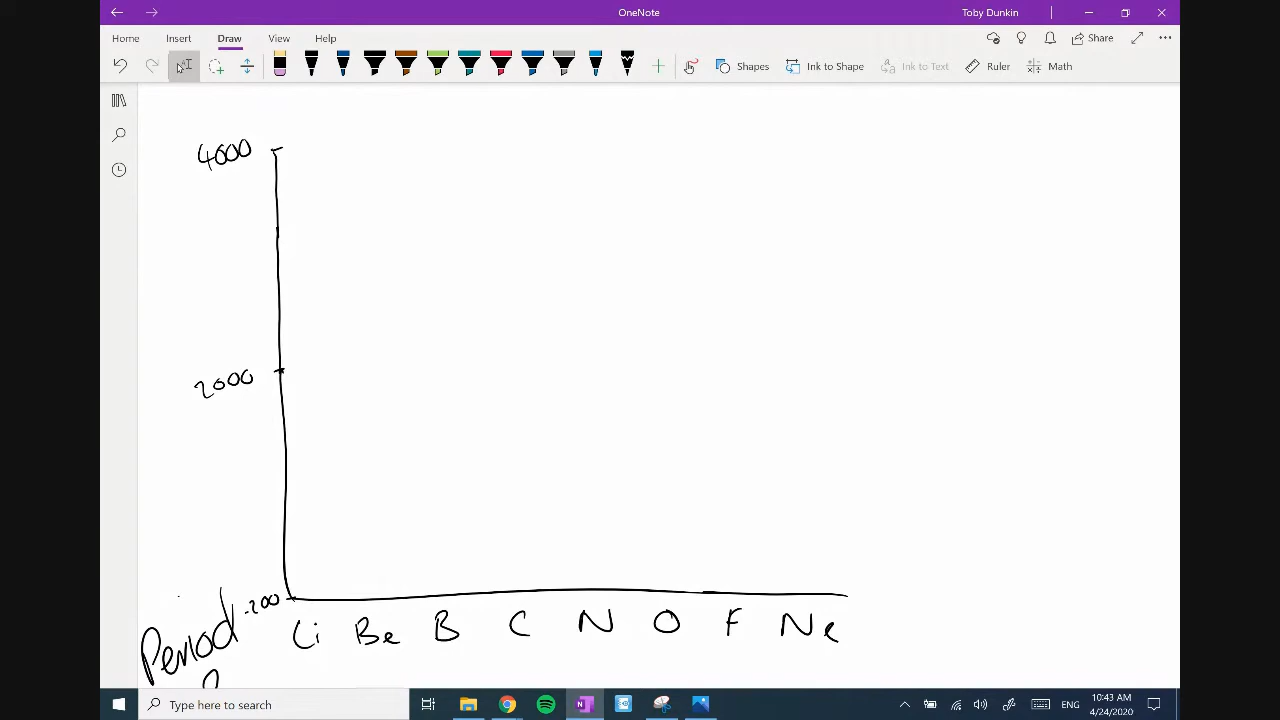 OneNote
Toby Dunkin
Home Insert Draw View Help
Share
Shapes Ink to Shape Ink to Text Ruler Math
4000
2000
-200
Li Be B C N O F Ne
Period
Type here to search
ENG
10:43 AM
4/24/2020